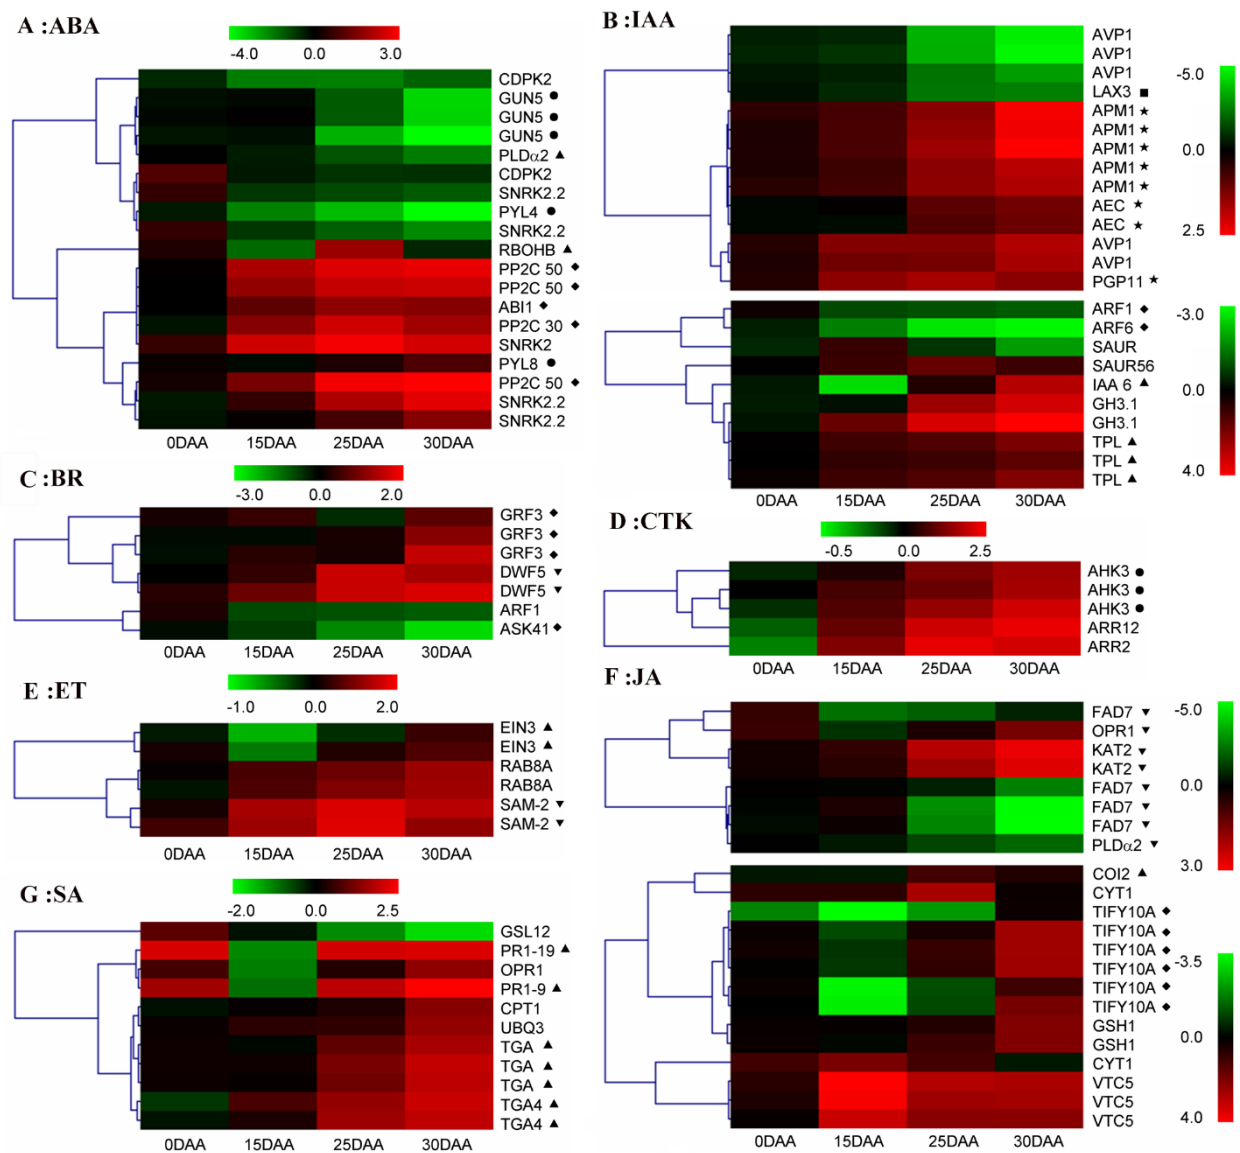 A :ABA
-4.0 0.0 3.0
CDPK2
GUN5 ●
GUN5 ●
GUN5 ●
PLDα2 ▲
CDPK2
SNRK2.2
PYL4 ●
SNRK2.2
RBOHB ▲
PP2C 50 ◆
PP2C 50 ◆
ABI1 ◆
PP2C 30 ◆
SNRK2
PYL8 ●
PP2C 50 ◆
SNRK2.2
SNRK2.2
0DAA 15DAA 25DAA 30DAA
B :IAA
AVP1
AVP1
AVP1
LAX3 ■
APM1 ★
APM1 ★
APM1 ★
APM1 ★
APM1 ★
AEC ★
AEC ★
AVP1
AVP1
PGP11 ★
-5.0
0.0
2.5
ARF1 ◆
ARF6 ◆
SAUR
SAUR56
IAA 6 ▲
GH3.1
GH3.1
TPL ▲
TPL ▲
TPL ▲
-3.0
0.0
4.0
0DAA 15DAA 25DAA 30DAA
C :BR
-3.0 0.0 2.0
GRF3 ◆
GRF3 ◆
GRF3 ◆
DWF5 ▼
DWF5 ▼
ARF1
ASK41 ◆
0DAA 15DAA 25DAA 30DAA
D :CTK
-0.5 0.0 2.5
AHK3 ●
AHK3 ●
AHK3 ●
ARR12
ARR2
0DAA 15DAA 25DAA 30DAA
E :ET
-1.0 0.0 2.0
EIN3 ▲
EIN3 ▲
RAB8A
RAB8A
SAM-2 ▼
SAM-2 ▼
0DAA 15DAA 25DAA 30DAA
F :JA
FAD7 ▼
OPR1 ▼
KAT2 ▼
KAT2 ▼
FAD7 ▼
FAD7 ▼
FAD7 ▼
PLDα2 ▼
-5.0
0.0
3.0
COI2 ▲
CYT1
TIFY10A ◆
TIFY10A ◆
TIFY10A ◆
TIFY10A ◆
TIFY10A ◆
TIFY10A ◆
GSH1
GSH1
CYT1
VTC5
VTC5
VTC5
-3.5
0.0
4.0
0DAA 15DAA 25DAA 30DAA
G :SA
-2.0 0.0 2.5
GSL12
PR1-19 ▲
OPR1
PR1-9 ▲
CPT1
UBQ3
TGA ▲
TGA ▲
TGA ▲
TGA4 ▲
TGA4 ▲
0DAA 15DAA 25DAA 30DAA